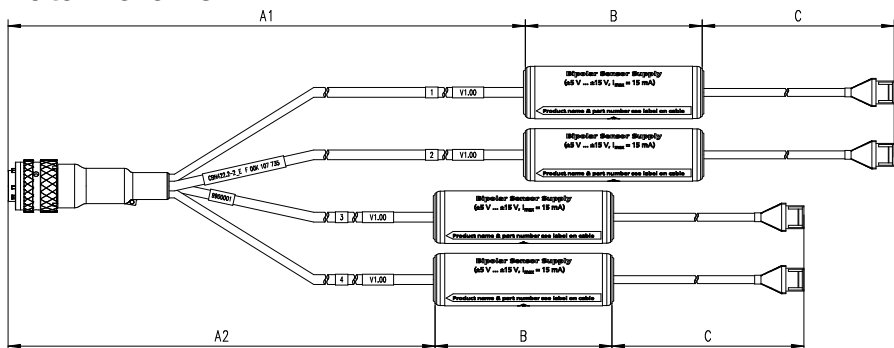 A1 B C
1 V1.00
Bipolar Sensor Supply
(±5 V ... ±15 V, Imax = 15 mA)
Product name & part number see label on cable
2 V1.00
Bipolar Sensor Supply
(±5 V ... ±15 V, Imax = 15 mA)
Product name & part number see label on cable
F 00K 107 735
9900001
3 V1.00
Bipolar Sensor Supply
(±5 V ... ±15 V, Imax = 15 mA)
Product name & part number see label on cable
4 V1.00
Bipolar Sensor Supply
(±5 V ... ±15 V, Imax = 15 mA)
Product name & part number see label on cable
A2 B C